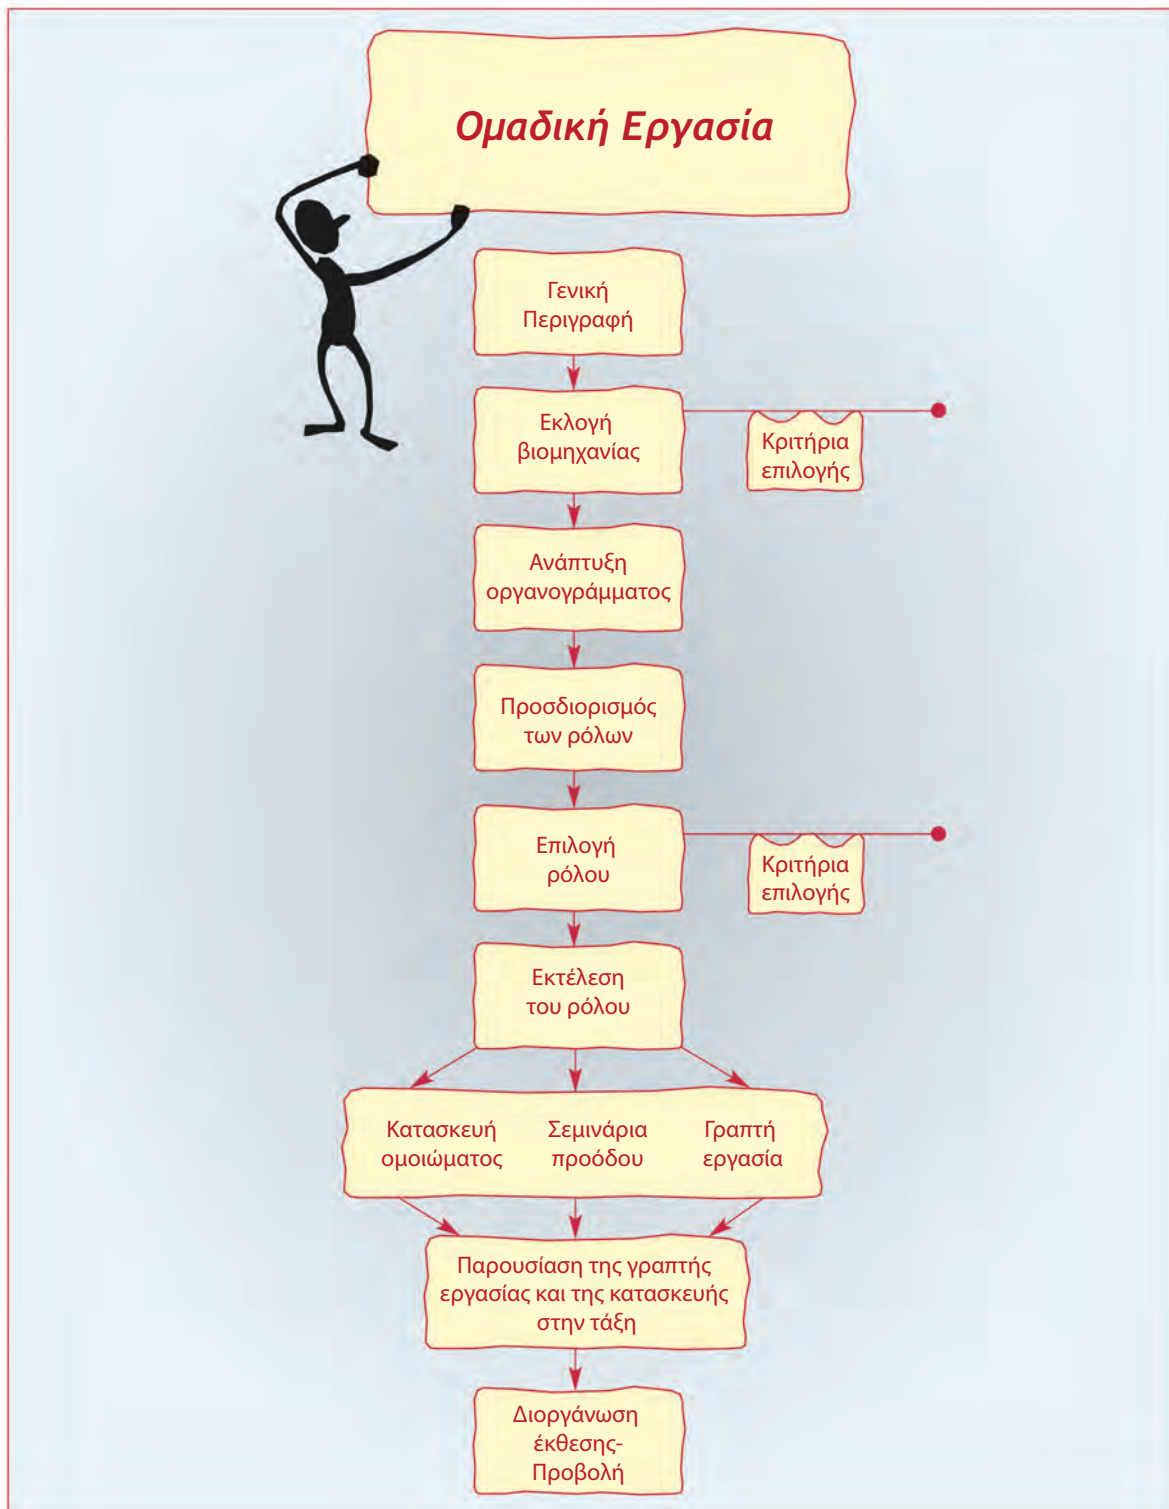 Ομαδική Εργασία
Γενική
Περιγραφή
Εκλογή
βιομηχανίας
Κριτήρια
επιλογής
Ανάπτυξη
οργανογράμματος
Προσδιορισμός
των ρόλων
Επιλογή
ρόλου
Κριτήρια
επιλογής
Εκτέλεση
του ρόλου
Κατασκευή
ομοιώματος
Σεμινάρια
προόδου
Γραπτή
εργασία
Παρουσίαση της γραπτής
εργασίας και της κατασκευής
στην τάξη
Διοργάνωση
έκθεσης-
Προβολή